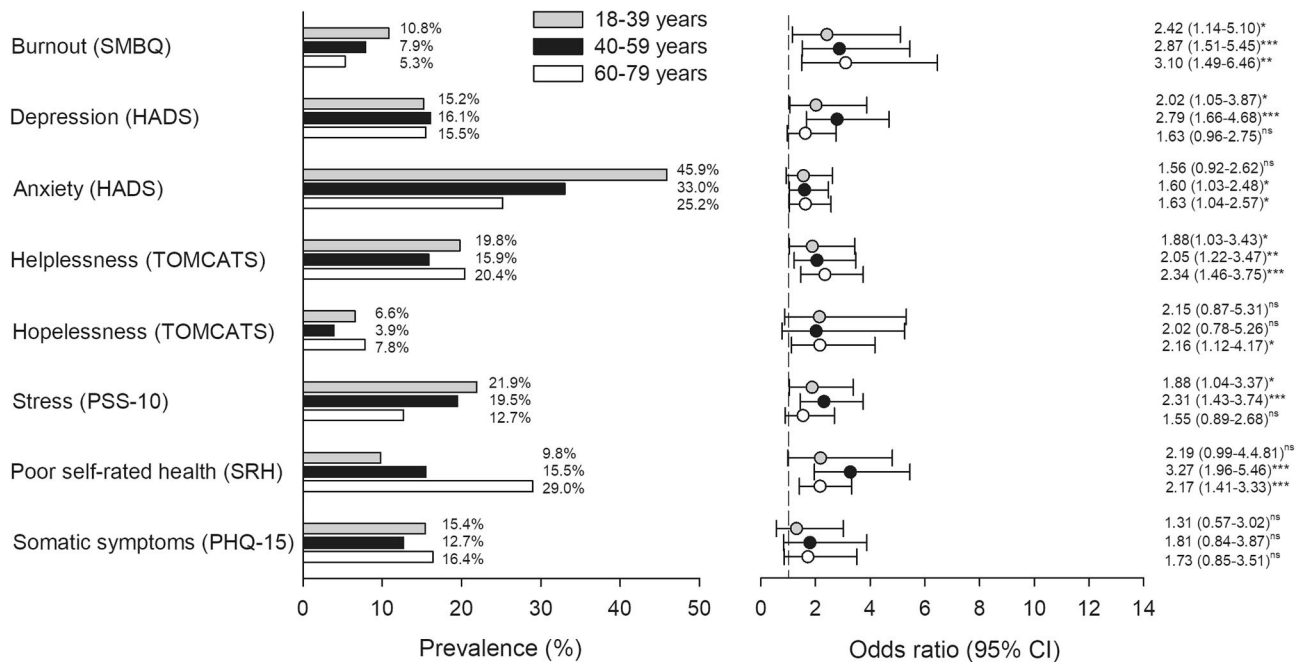 18-39 years
40-59 years
60-79 years
Burnout (SMBQ)
10.8%
7.9%
5.3%
2.42 (1.14-5.10)*
2.87 (1.51-5.45)***
3.10 (1.49-6.46)**
Depression (HADS)
15.2%
16.1%
15.5%
2.02 (1.05-3.87)*
2.79 (1.66-4.68)***
1.63 (0.96-2.75)ns
Anxiety (HADS)
45.9%
33.0%
25.2%
1.56 (0.92-2.62)ns
1.60 (1.03-2.48)*
1.63 (1.04-2.57)*
Helplessness (TOMCATS)
19.8%
15.9%
20.4%
1.88(1.03-3.43)*
2.05 (1.22-3.47)**
2.34 (1.46-3.75)***
Hopelessness (TOMCATS)
6.6%
3.9%
7.8%
2.15 (0.87-5.31)ns
2.02 (0.78-5.26)ns
2.16 (1.12-4.17)*
Stress (PSS-10)
21.9%
19.5%
12.7%
1.88 (1.04-3.37)*
2.31 (1.43-3.74)***
1.55 (0.89-2.68)ns
Poor self-rated health (SRH)
9.8%
15.5%
29.0%
2.19 (0.99-4.4.81)ns
3.27 (1.96-5.46)***
2.17 (1.41-3.33)***
Somatic symptoms (PHQ-15)
15.4%
12.7%
16.4%
1.31 (0.57-3.02)ns
1.81 (0.84-3.87)ns
1.73 (0.85-3.51)ns
0 10 20 30 40 50
Prevalence (%)
0 2 4 6 8 10 12 14
Odds ratio (95% CI)